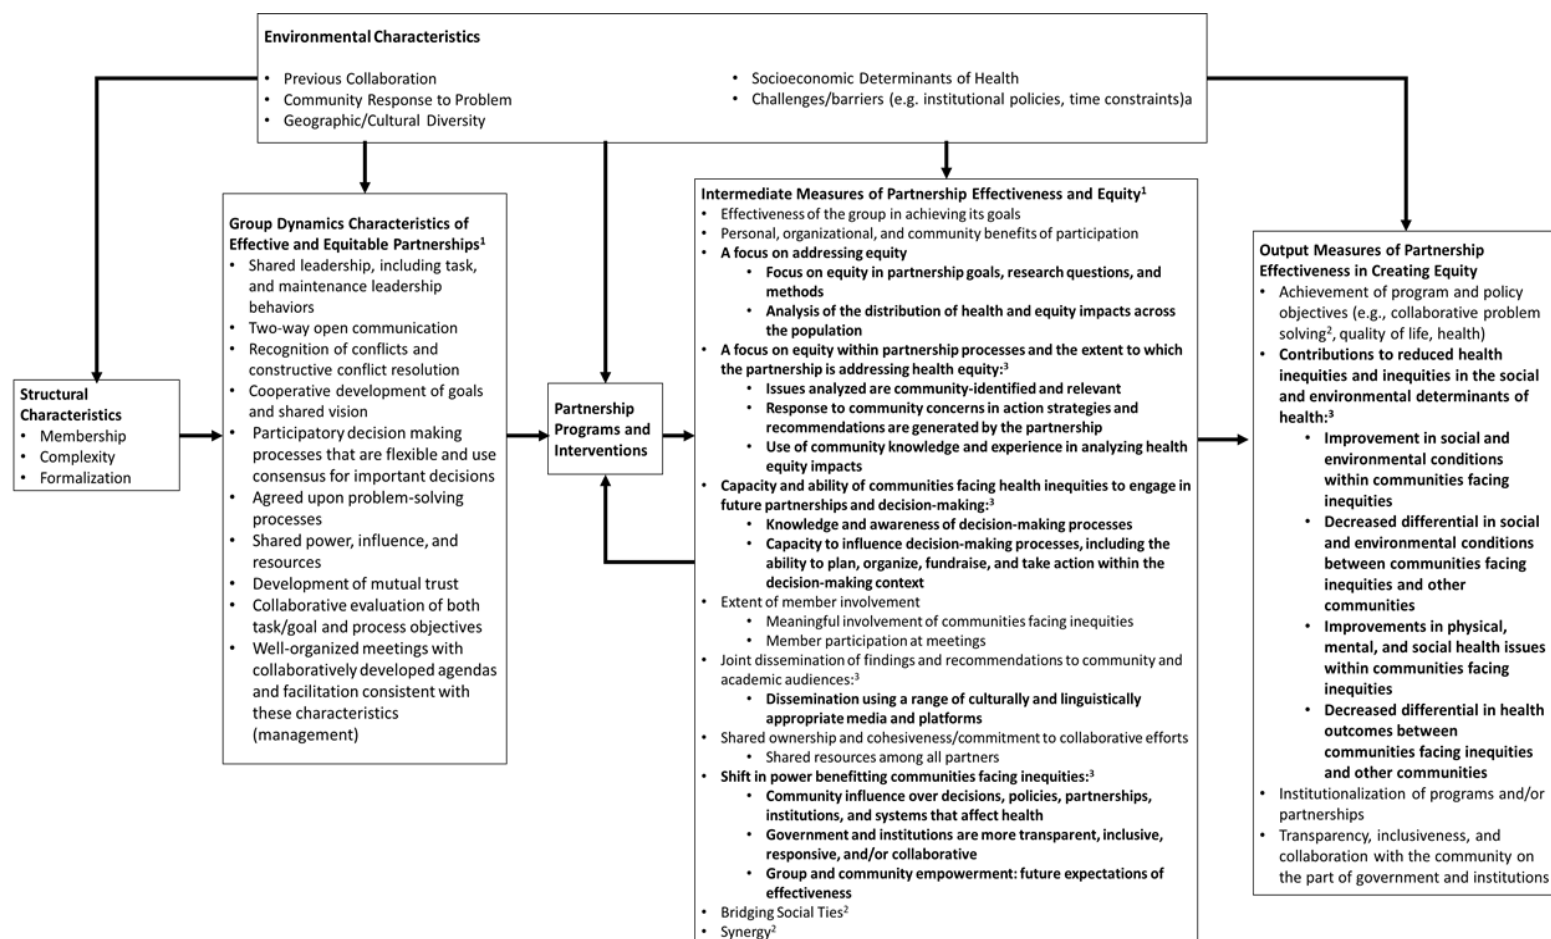 Environmental Characteristics
• Previous Collaboration
• Community Response to Problem
• Geographic/Cultural Diversity
• Socioeconomic Determinants of Health
• Challenges/barriers (e.g. institutional policies, time constraints)a
Structural
Characteristics
• Membership
• Complexity
• Formalization
Group Dynamics Characteristics of
Effective and Equitable Partnerships¹
• Shared leadership, including task,
and maintenance leadership
behaviors
• Two-way open communication
• Recognition of conflicts and
constructive conflict resolution
• Cooperative development of goals
and shared vision
• Participatory decision making
processes that are flexible and use
consensus for important decisions
• Agreed upon problem-solving
processes
• Shared power, influence, and
resources
• Development of mutual trust
• Collaborative evaluation of both
task/goal and process objectives
• Well-organized meetings with
collaboratively developed agendas
and facilitation consistent with
these characteristics
(management)
Partnership
Programs and
Interventions
Intermediate Measures of Partnership Effectiveness and Equity¹
• Effectiveness of the group in achieving its goals
• Personal, organizational, and community benefits of participation
• A focus on addressing equity
• Focus on equity in partnership goals, research questions, and
methods
• Analysis of the distribution of health and equity impacts across
the population
• A focus on equity within partnership processes and the extent to which
the partnership is addressing health equity:³
• Issues analyzed are community-identified and relevant
• Response to community concerns in action strategies and
recommendations are generated by the partnership
• Use of community knowledge and experience in analyzing health
equity impacts
• Capacity and ability of communities facing health inequities to engage in
future partnerships and decision-making:³
• Knowledge and awareness of decision-making processes
• Capacity to influence decision-making processes, including the
ability to plan, organize, fundraise, and take action within the
decision-making context
• Extent of member involvement
• Meaningful involvement of communities facing inequities
• Member participation at meetings
• Joint dissemination of findings and recommendations to community and
academic audiences:³
• Dissemination using a range of culturally and linguistically
appropriate media and platforms
• Shared ownership and cohesiveness/commitment to collaborative efforts
• Shared resources among all partners
• Shift in power benefitting communities facing inequities:³
• Community influence over decisions, policies, partnerships,
institutions, and systems that affect health
• Government and institutions are more transparent, inclusive,
responsive, and/or collaborative
• Group and community empowerment: future expectations of
effectiveness
• Bridging Social Ties²
• Synergy²
Output Measures of Partnership
Effectiveness in Creating Equity
• Achievement of program and policy
objectives (e.g., collaborative problem
solving², quality of life, health)
• Contributions to reduced health
inequities and inequities in the social
and environmental determinants of
health:³
• Improvement in social and
environmental conditions
within communities facing
inequities
• Decreased differential in social
and environmental conditions
between communities facing
inequities and other
communities
• Improvements in physical,
mental, and social health issues
within communities facing
inequities
• Decreased differential in health
outcomes between
communities facing inequities
and other communities
• Institutionalization of programs and/or
partnerships
• Transparency, inclusiveness, and
collaboration with the community on
the part of government and institutions